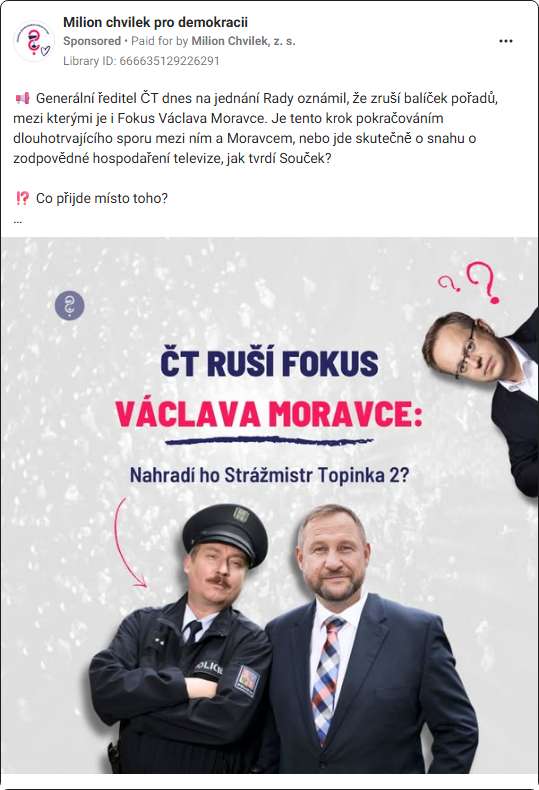 Milion chvilek pro demokracii
Sponsored • Paid for by Milion Chvilek, z. s.
Library ID: 666635129226291
Generální ředitel ČT dnes na jednání Rady oznámil, že zruší balíček pořadů,
mezi kterými je i Fokus Václava Moravce. Je tento krok pokračováním
dlouhotrvajícího sporu mezi ním a Moravcem, nebo jde skutečně o snahu o
zodpovědné hospodaření televize, jak tvrdí Souček?
⁉️ Co přijde místo toho?
...
ČT RUŠÍ FOKUS
VÁCLAVA MORAVCE:
Nahradí ho Strážmistr Topinka 2?
POLICIE